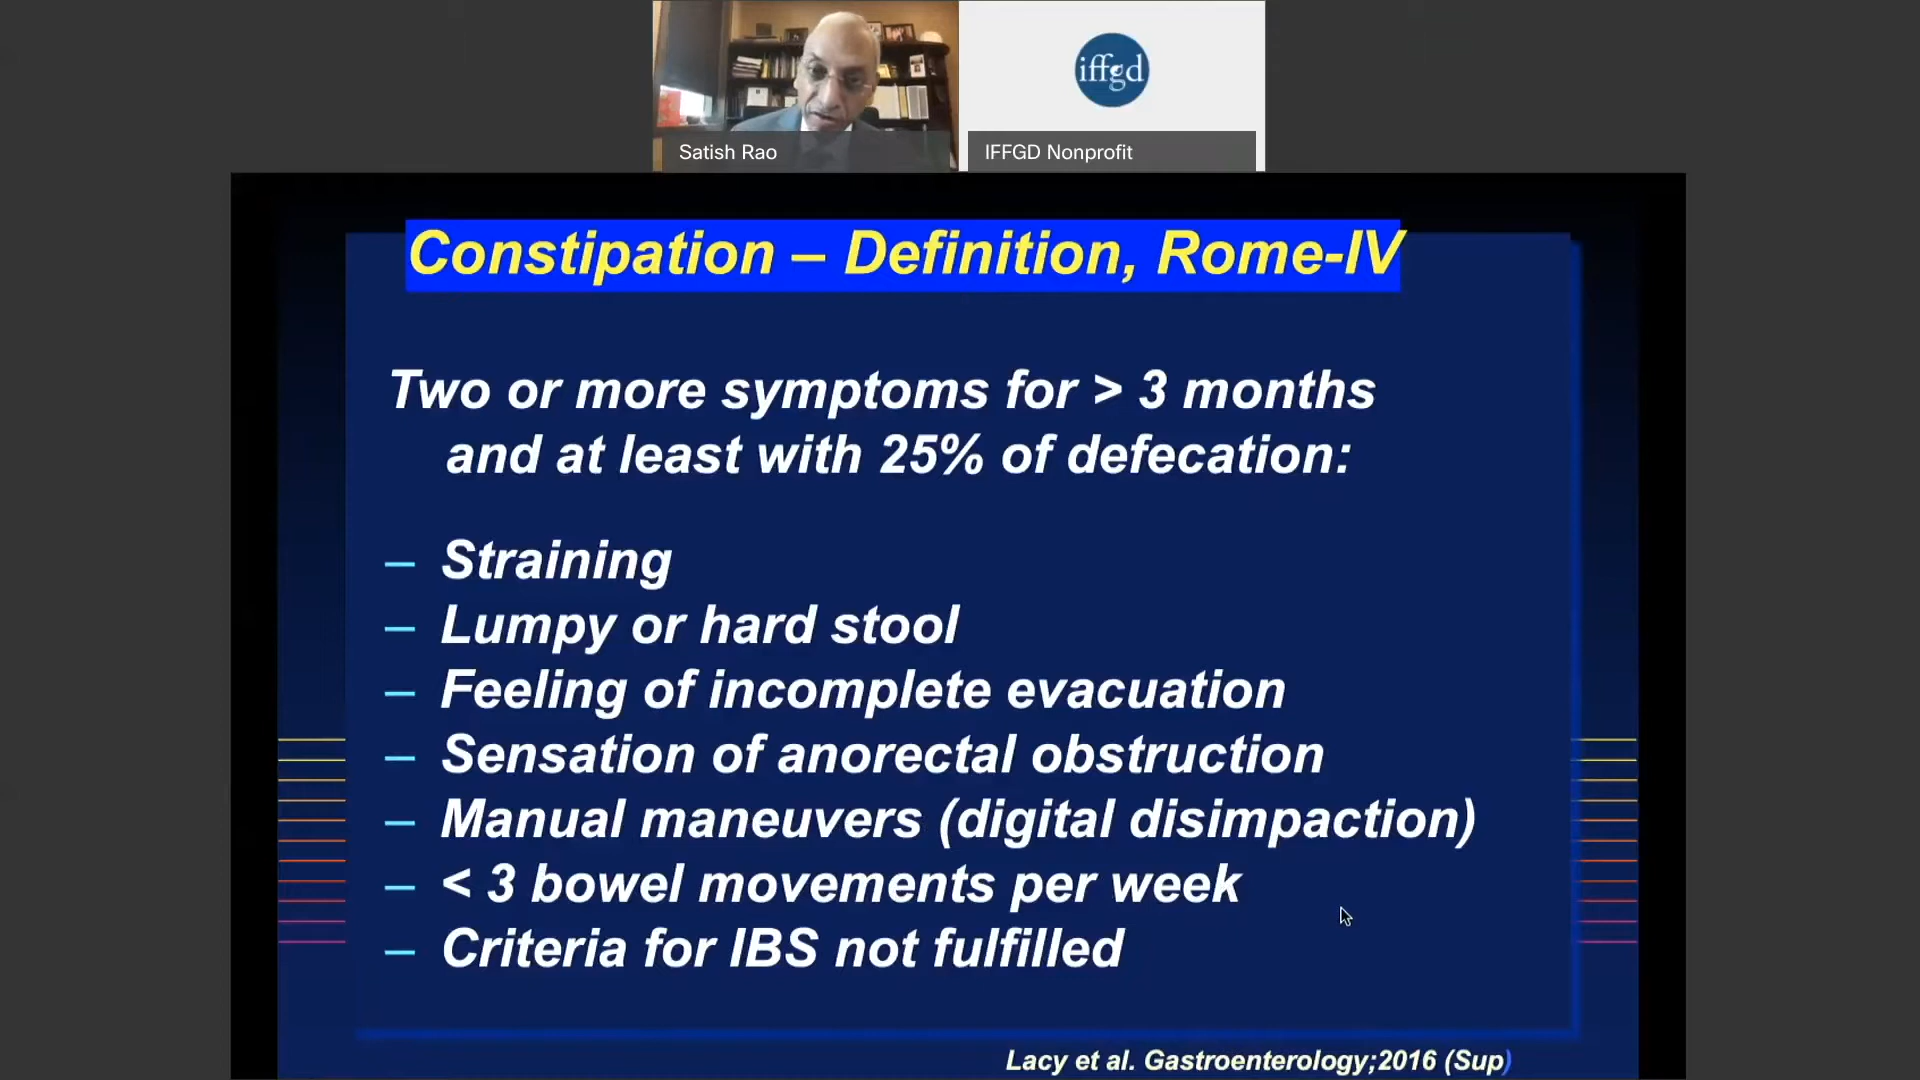 iffgd
Satish Rao
IFFGD Nonprofit
Constipation – Definition, Rome-IV
Two or more symptoms for > 3 months
and at least with 25% of defecation:
– Straining
– Lumpy or hard stool
– Feeling of incomplete evacuation
– Sensation of anorectal obstruction
– Manual maneuvers (digital disimpaction)
– < 3 bowel movements per week
– Criteria for IBS not fulfilled
Lacy et al. Gastroenterology;2016 (Sup)